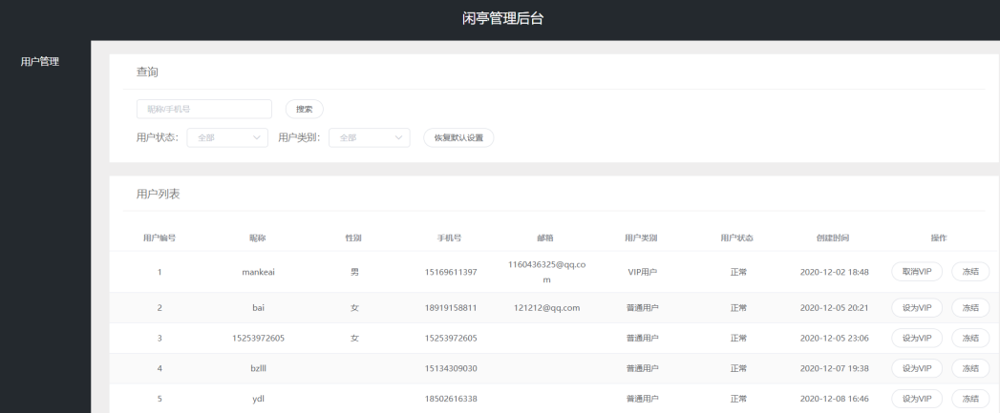 闲亭管理后台
用户管理
查询
昵称/手机号 搜索
用户状态： 全部 用户类别： 全部 恢复默认设置
用户列表
用户编号 昵称 性别 手机号 邮箱 用户类别 用户状态 创建时间 操作
1 mankeai 男 15169611397 1160436325@qq.co
m VIP用户 正常 2020-12-02 18:48 取消VIP 冻结
2 bai 女 18919158811 121212@qq.com 普通用户 正常 2020-12-05 20:21 设为VIP 冻结
3 15253972605 女 15253972605 普通用户 正常 2020-12-05 23:06 设为VIP 冻结
4 bzlll 15134309030 普通用户 正常 2020-12-07 19:38 设为VIP 冻结
5 ydl 18502616338 普通用户 正常 2020-12-08 16:46 设为VIP 冻结